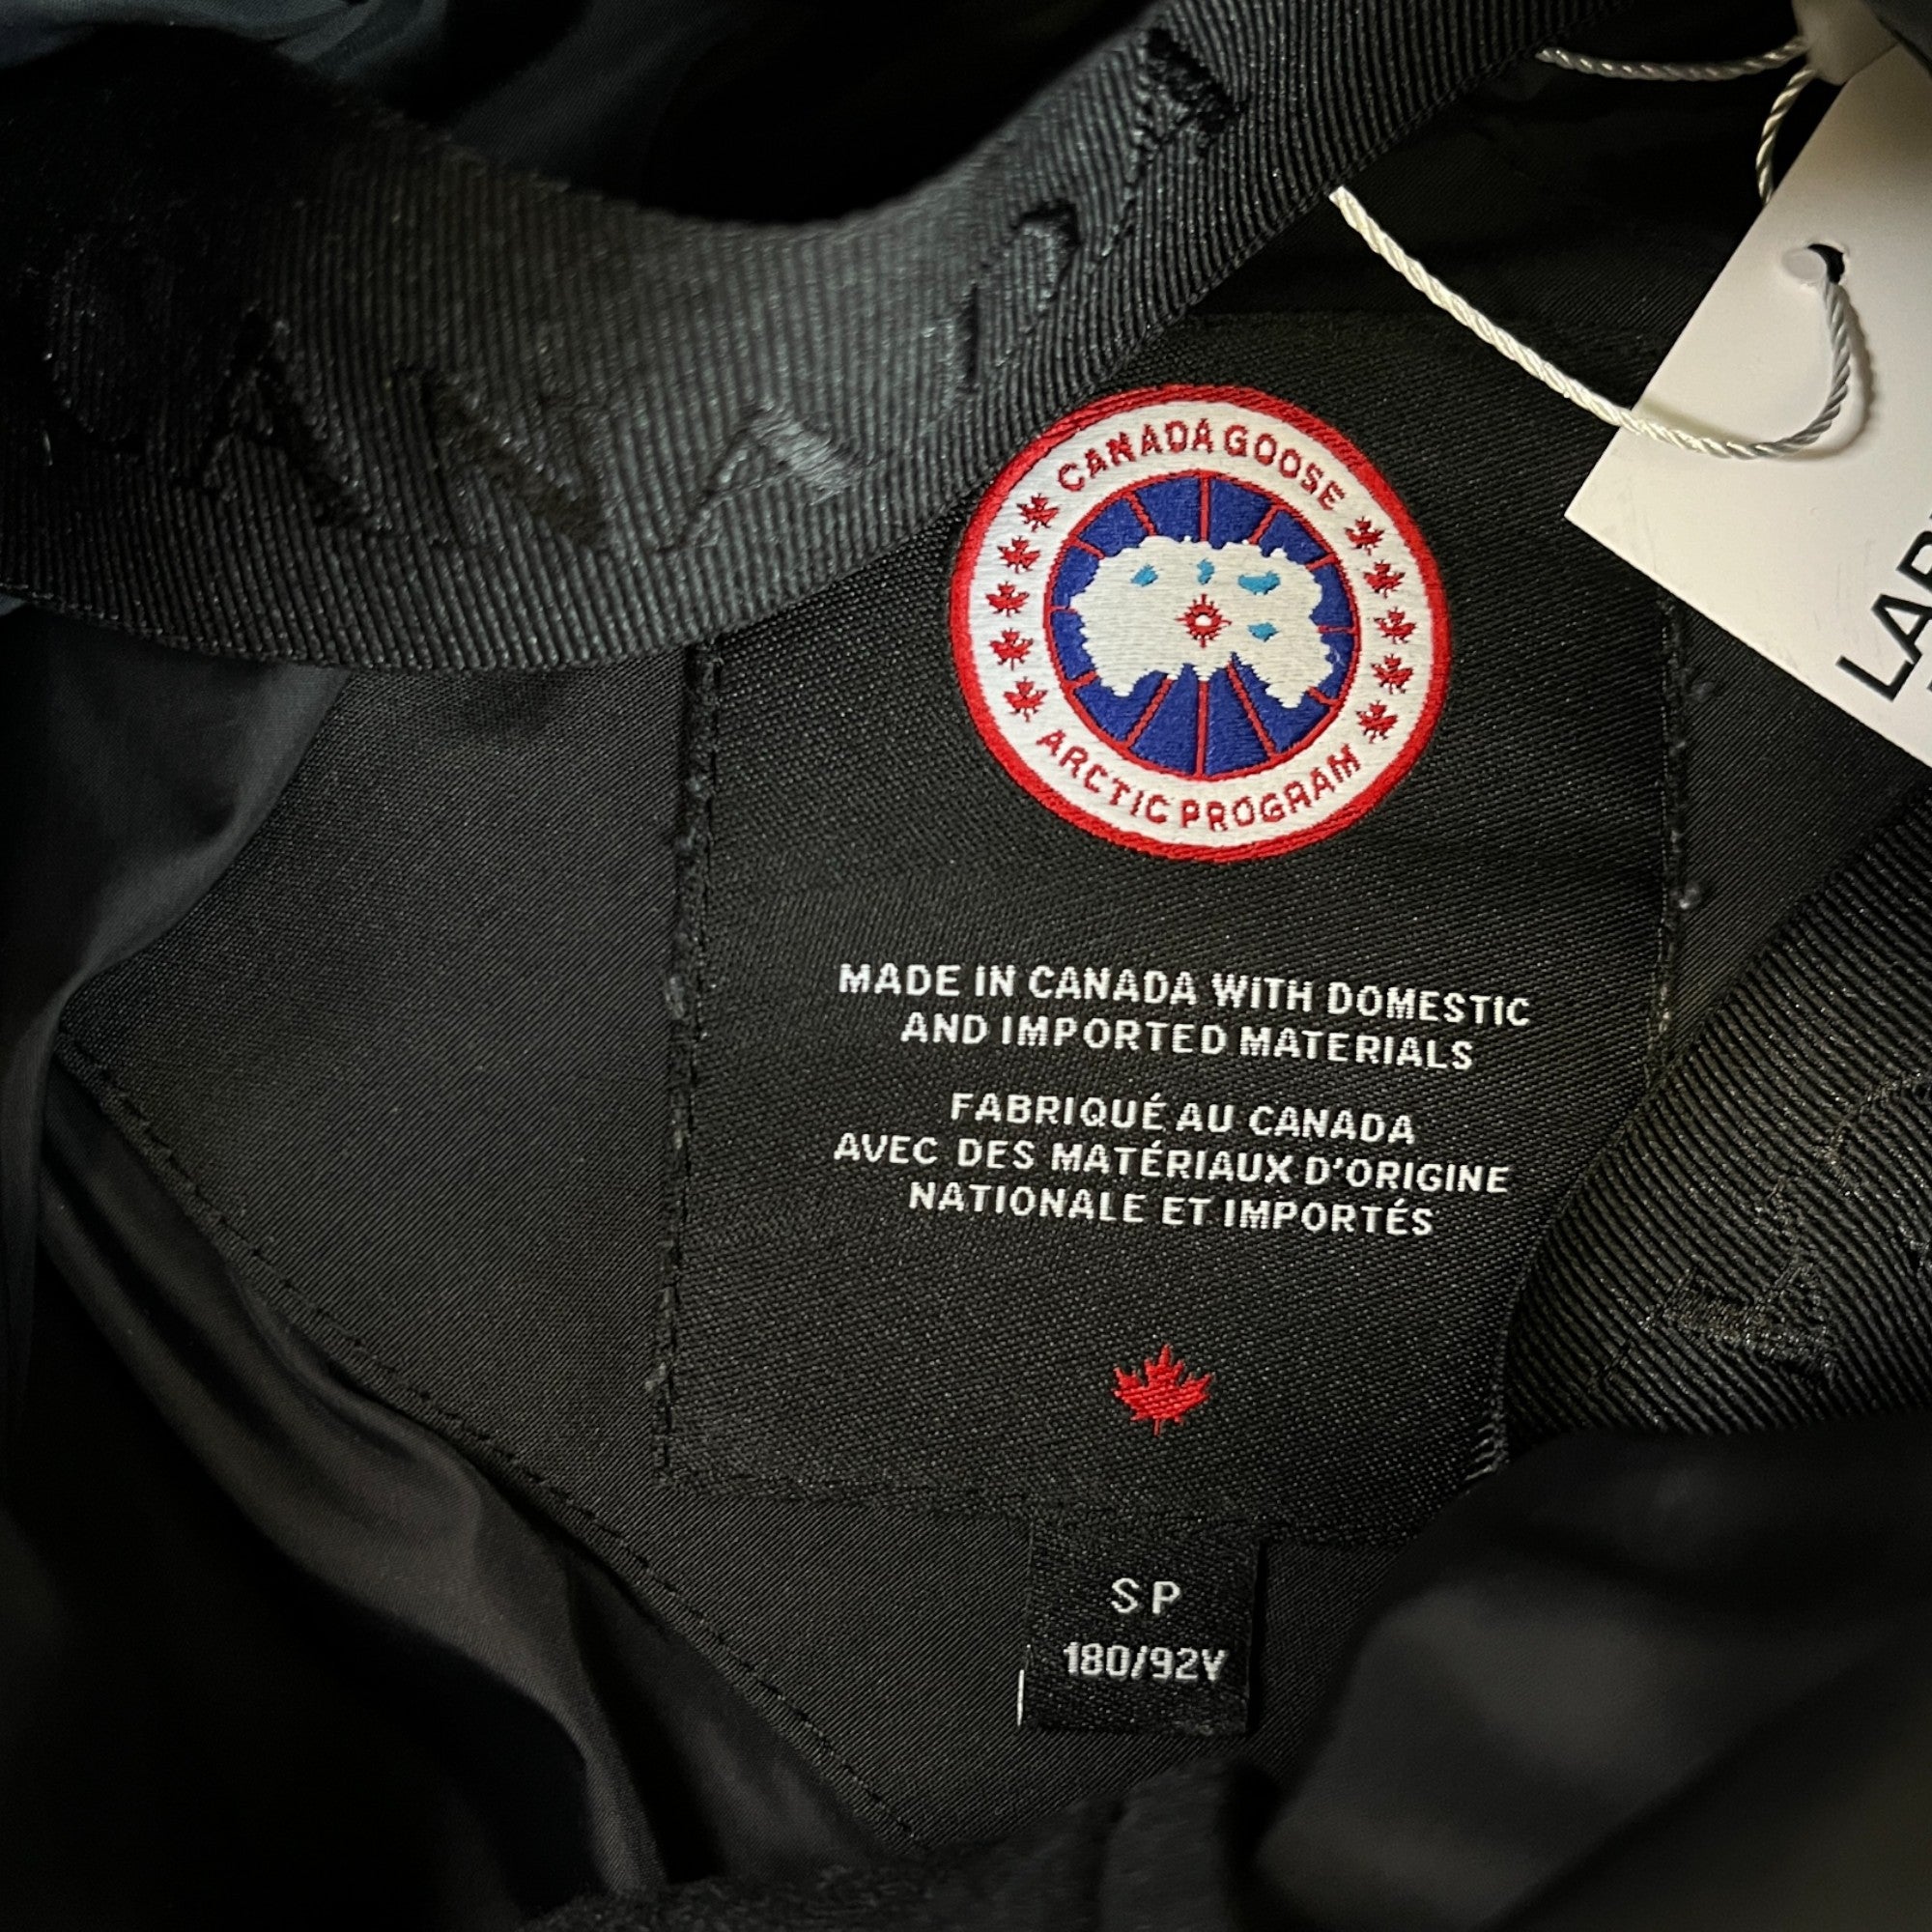 CANADA
CANADA GOOSE
ARCTIC PROGRAM
MADE IN CANADA WITH DOMESTIC
AND IMPORTED MATERIALS
FABRIQUÉ AU CANADA
AVEC DES MATÉRIAUX D'ORIGINE
NATIONALE ET IMPORTÉS
S P
180/92Y